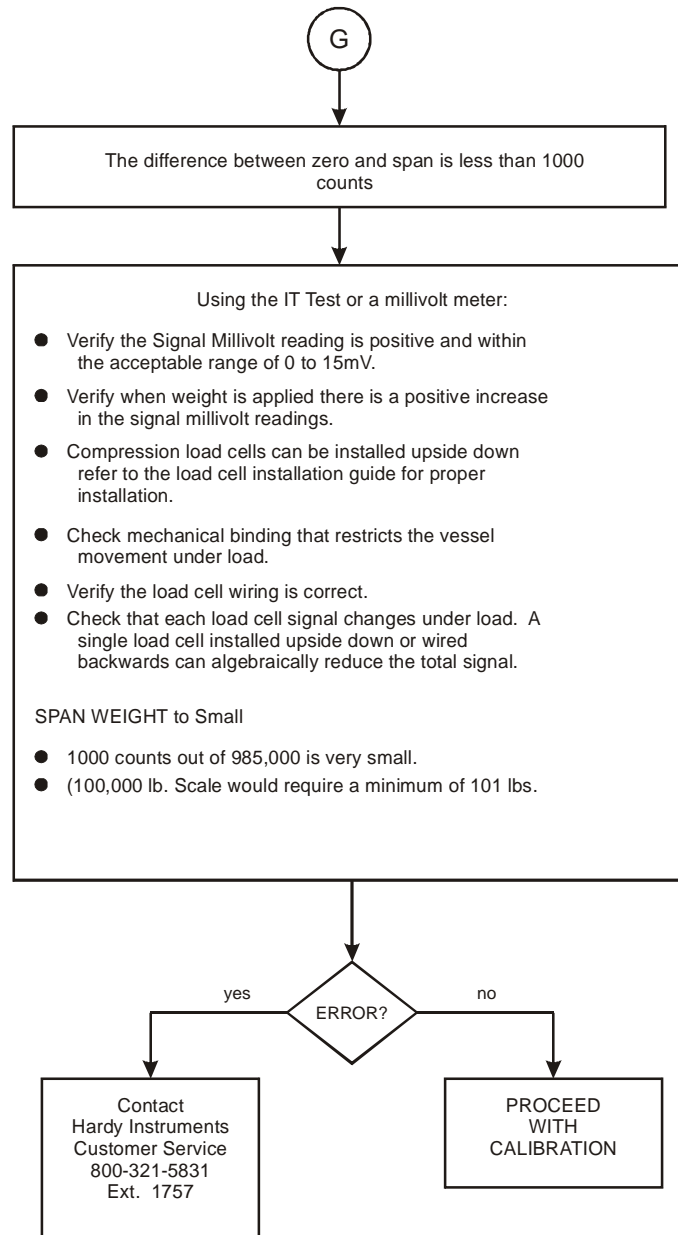 G
The difference between zero and span is less than 1000
counts
Using the IT Test or a millivolt meter:
● Verify the Signal Millivolt reading is positive and within
the acceptable range of 0 to 15mV.
● Verify when weight is applied there is a positive increase
in the signal millivolt readings.
● Compression load cells can be installed upside down
refer to the load cell installation guide for proper
installation.
● Check mechanical binding that restricts the vessel
movement under load.
● Verify the load cell wiring is correct.
● Check that each load cell signal changes under load. A
single load cell installed upside down or wired
backwards can algebraically reduce the total signal.
SPAN WEIGHT to Small
● 1000 counts out of 985,000 is very small.
● (100,000 lb. Scale would require a minimum of 101 lbs.
yes
ERROR?
no
Contact
Hardy Instruments
Customer Service
800-321-5831
Ext. 1757
PROCEED
WITH
CALIBRATION